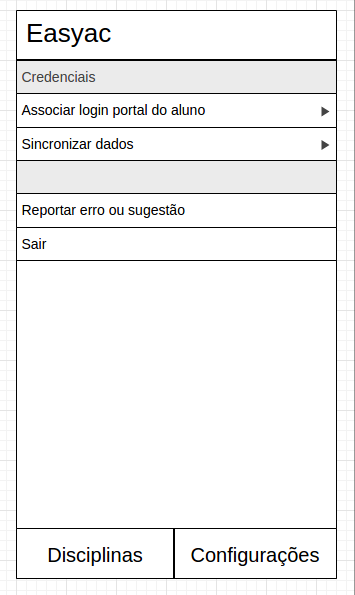 Easyac
Credenciais
Associar login portal do aluno
Sincronizar dados
Reportar erro ou sugestão
Sair
Disciplinas
Configurações